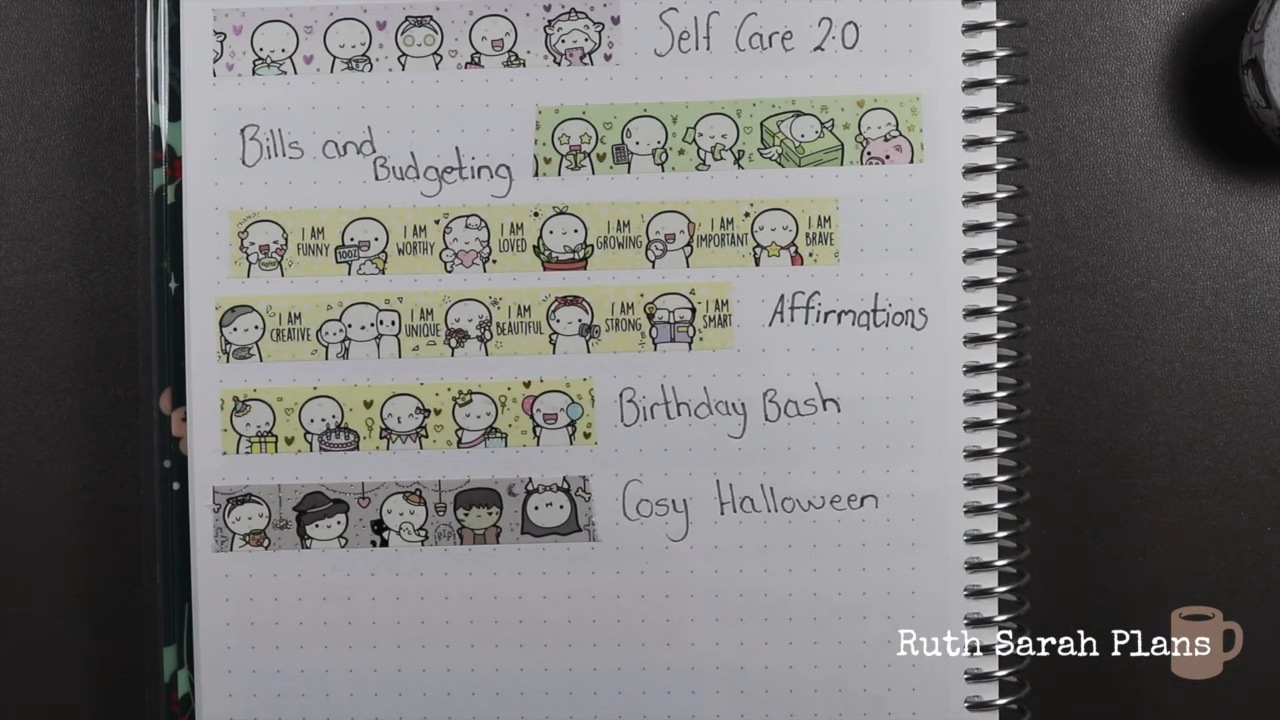 Self Care 2.0
Bills and
Budgeting
I AM FUNNY
I AM WORTHY
I AM LOVED
I AM GROWING
I AM IMPORTANT
I AM BRAVE
100%
I AM CREATIVE
I AM UNIQUE
I AM BEAUTIFUL
I AM STRONG
I AM SMART
Affirmations
Birthday Bash
Cosy Halloween
Ruth Sarah Plans